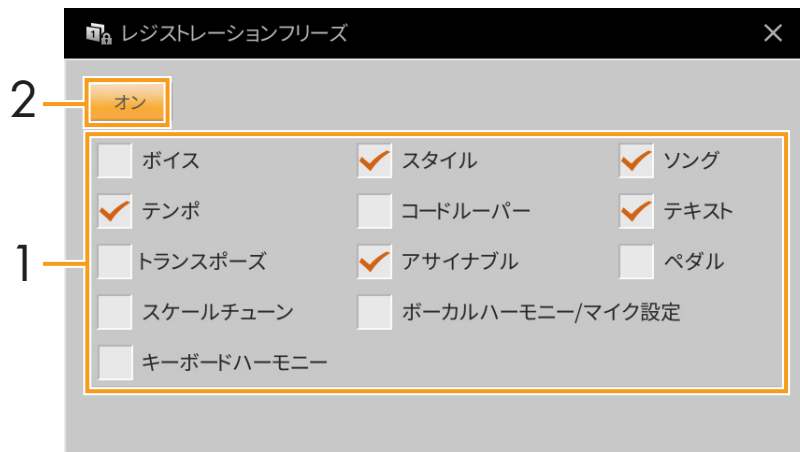 レジストレーションフリーズ
2
オン
ボイス スタイル ソング
テンポ コードルーパー テキスト
1
トランスポーズ アサイナブル ペダル
スケールチューン ボーカルハーモニー/マイク設定
キーボードハーモニー